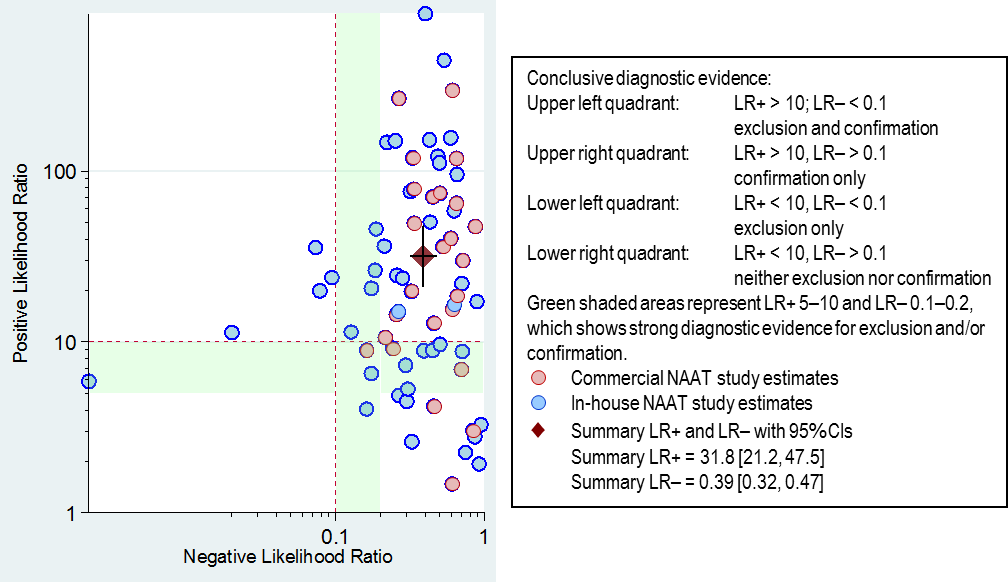 Positive Likelihood Ratio
100
10
1
0.1
1
Negative Likelihood Ratio
Conclusive diagnostic evidence:
Upper left quadrant: LR+ > 10; LR– < 0.1
exclusion and confirmation
Upper right quadrant: LR+ > 10, LR– > 0.1
confirmation only
Lower left quadrant: LR+ < 10, LR– < 0.1
exclusion only
Lower right quadrant: LR+ < 10, LR– > 0.1
neither exclusion nor confirmation
Green shaded areas represent LR+ 5–10 and LR– 0.1–0.2,
which shows strong diagnostic evidence for exclusion and/or
confirmation.
Commercial NAAT study estimates
In-house NAAT study estimates
Summary LR+ and LR– with 95%CIs
Summary LR+ = 31.8 [21.2, 47.5]
Summary LR– = 0.39 [0.32, 0.47]